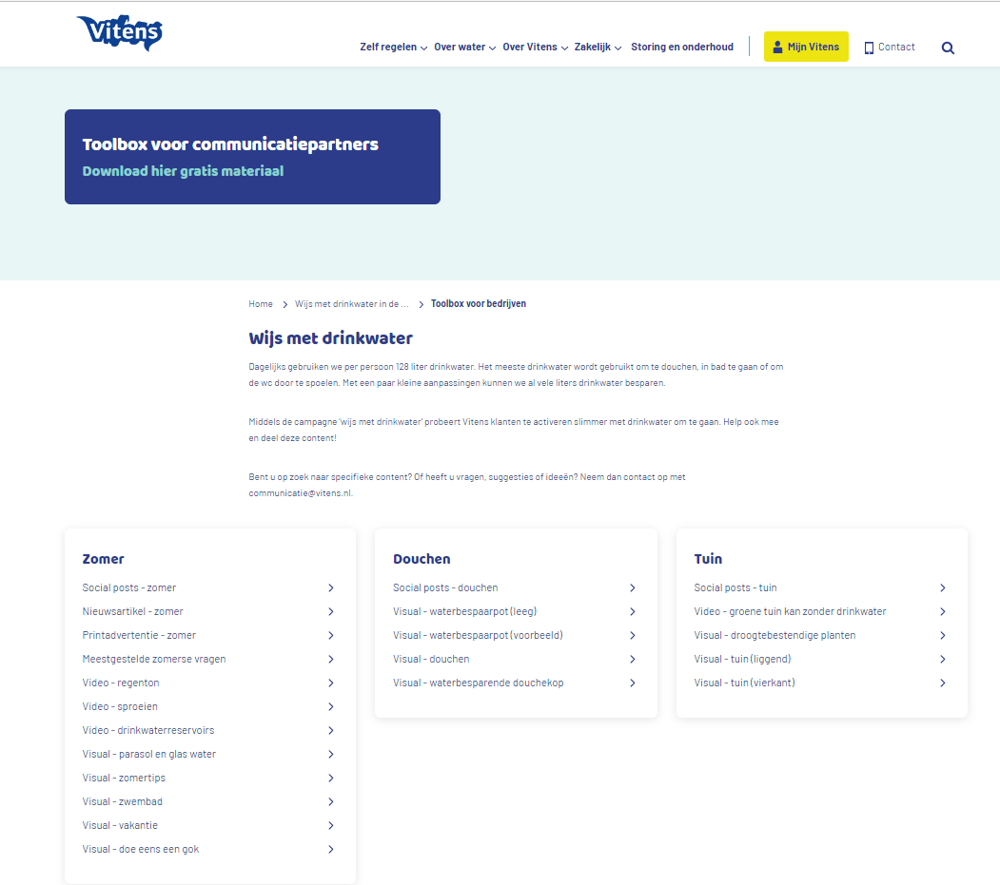 Vitens
Zelf regelen Over water Over Vitens Zakelijk Storing en onderhoud Mijn Vitens Contact
Toolbox voor communicatiepartners
Download hier gratis materiaal
Home Wijs met drinkwater in de ... Toolbox voor bedrijven
Wijs met drinkwater
Dagelijks gebruiken we per persoon 128 liter drinkwater. Het meeste drinkwater wordt gebruikt om te douchen, in bad te gaan of om
de wc door te spoelen. Met een paar kleine aanpassingen kunnen we al vele liters drinkwater besparen.
Middels de campagne 'wijs met drinkwater' probeert Vitens klanten te activeren slimmer met drinkwater om te gaan. Help ook mee
en deel deze content!
Bent u op zoek naar specifieke content? Of heeft u vragen, suggesties of ideeën? Neem dan contact op met
communicatie@vitens.nl.
Zomer
Social posts - zomer
Nieuwsartikel - zomer
Printadvertentie - zomer
Meestgestelde zomerse vragen
Video - regenton
Video - sproeien
Video - drinkwaterreservoirs
Visual - parasol en glas water
Visual - zomertips
Visual - zwembad
Visual - vakantie
Visual - doe eens een gok
Douchen
Social posts - douchen
Visual - waterbespaarpot (leeg)
Visual - waterbespaarpot (voorbeeld)
Visual - douchen
Visual - waterbesparende douchekop
Tuin
Social posts - tuin
Video - groene tuin kan zonder drinkwater
Visual - droogtebestendige planten
Visual - tuin (liggend)
Visual - tuin (vierkant)